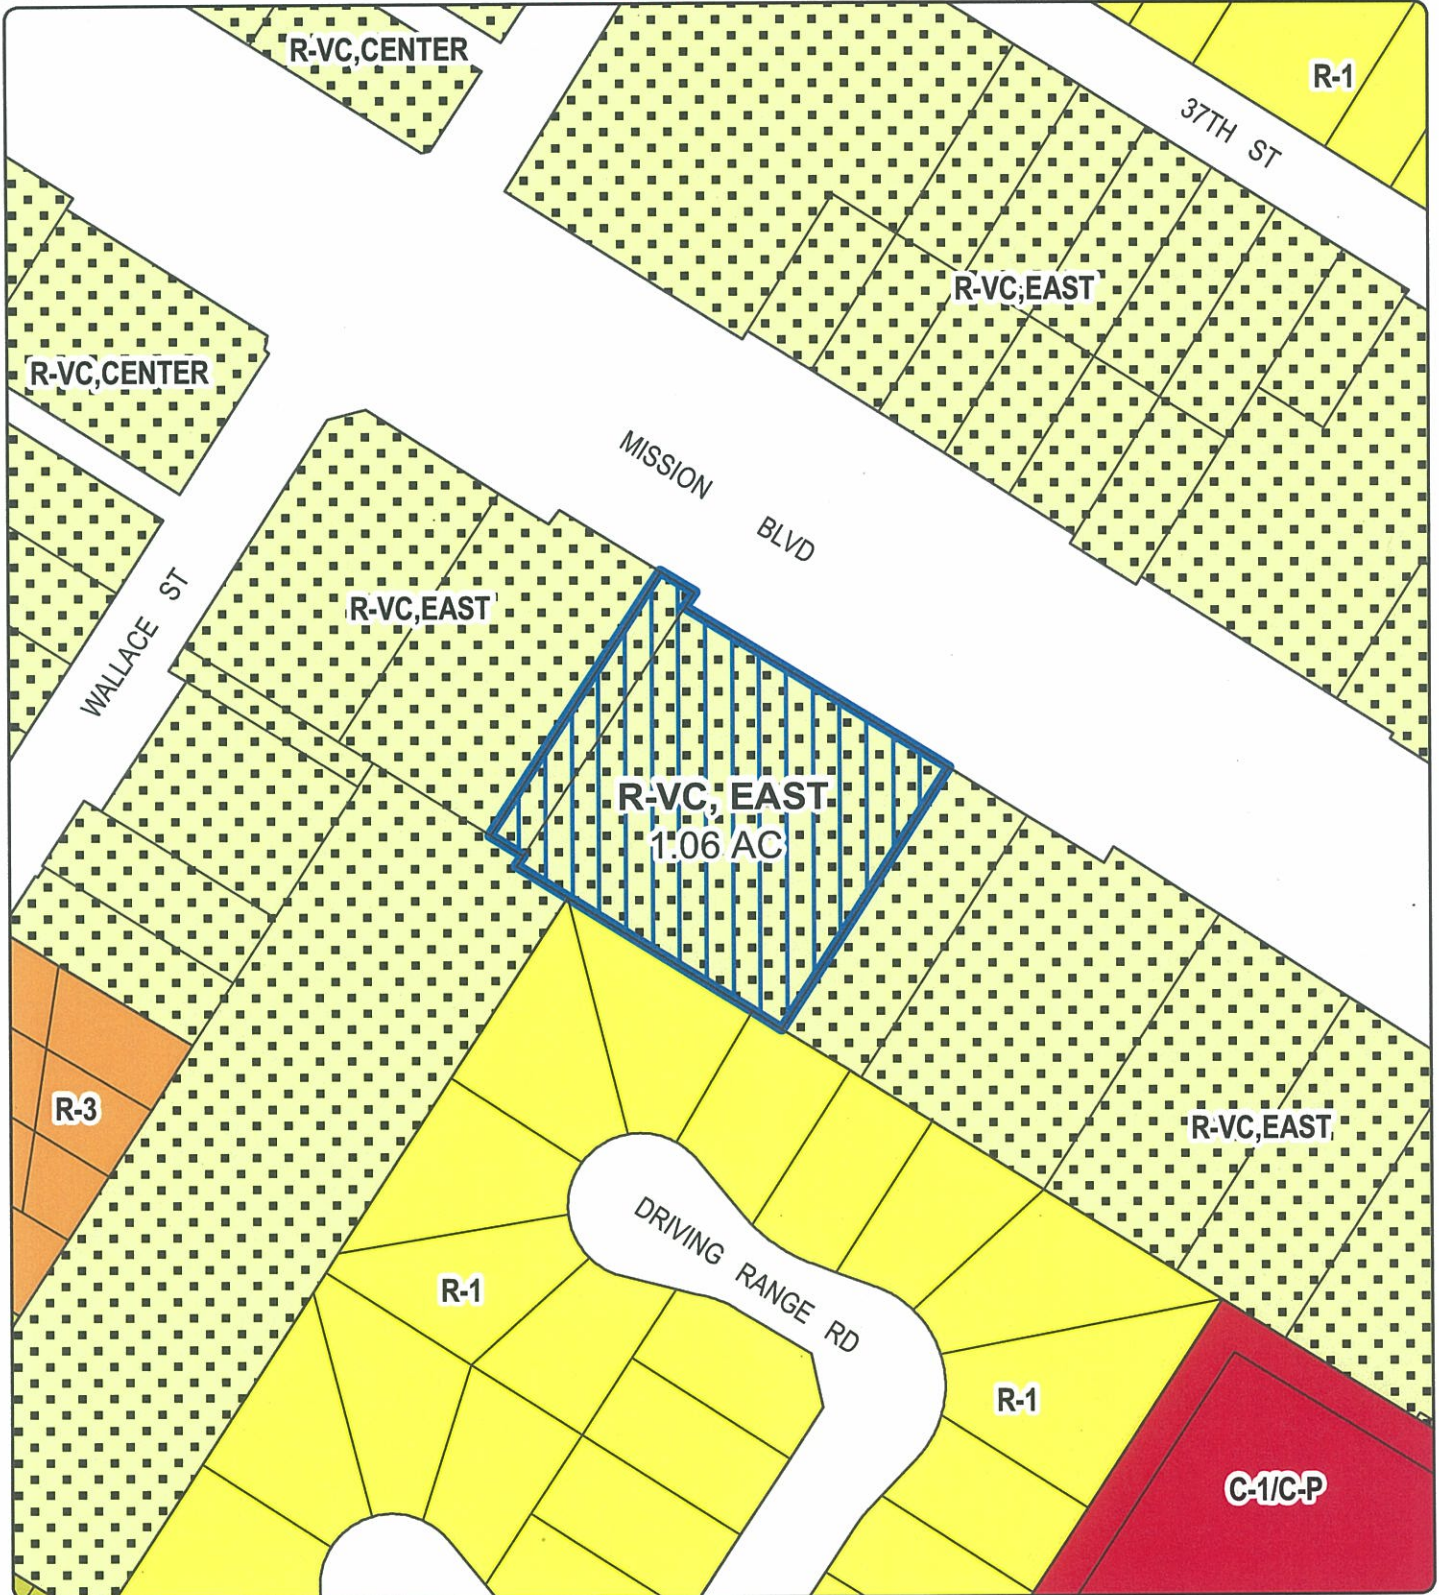 R-VC,CENTER
R-1
37TH ST
R-VC,EAST
R-VC,CENTER
MISSION BLVD
WALLACE ST
R-VC,EAST
R-VC, EAST
1.06 AC
R-3
R-VC,EAST
DRIVING RANGE RD
R-1
R-1
C-1/C-P